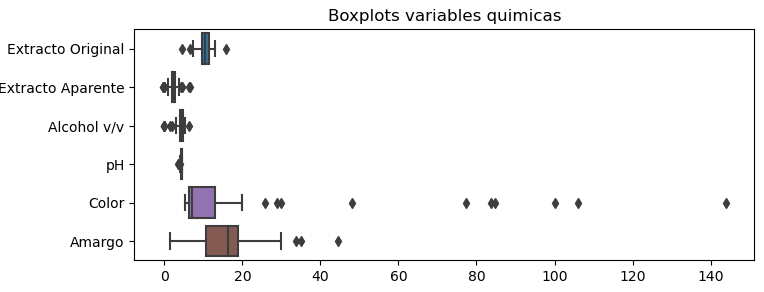 Boxplots variables quimicas
Extracto Original
Extracto Aparente
Alcohol v/v
pH
Color
Amargo
0 20 40 60 80 100 120 140